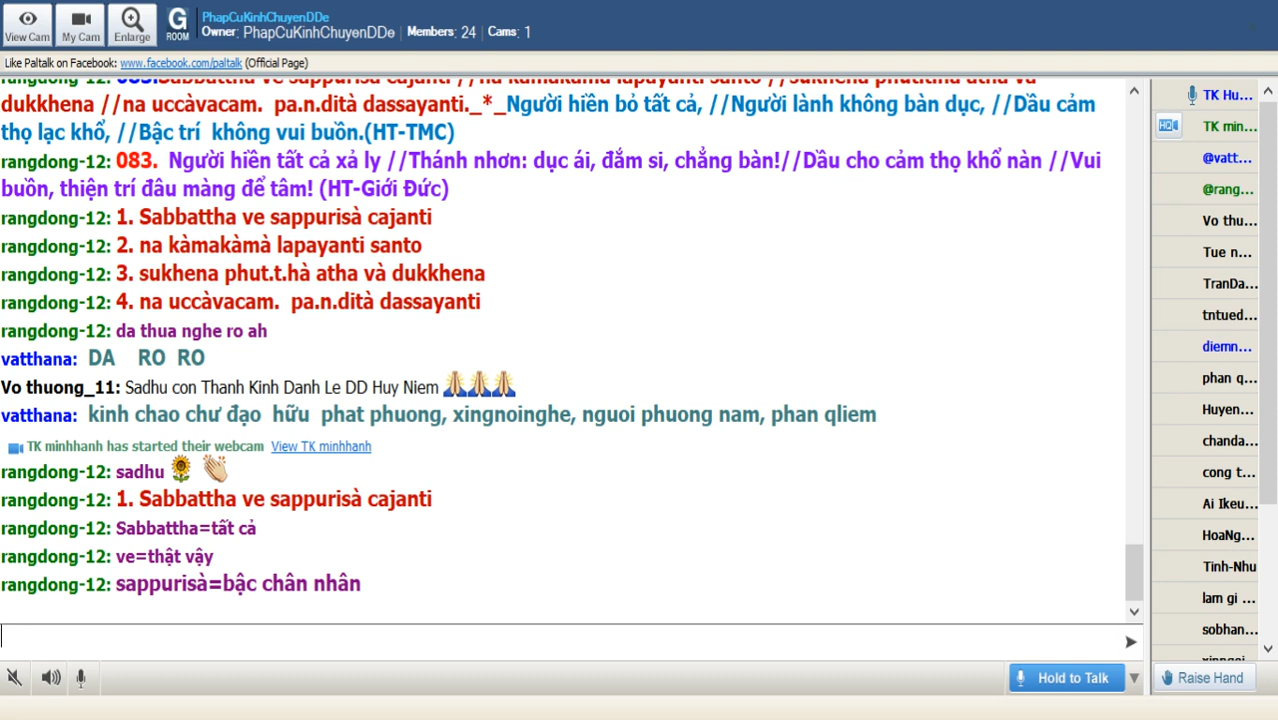 PhapCuKinhChuyenDDe
Owner: PhapCuKinhChuyenDDe | Members: 24 | Cams: 1
View Cam My Cam Enlarge G ROOM
Like Paltalk on Facebook: www.facebook.com/paltalk (Official Page)
dukkhena //na uccàvacam. pa.n.dità dassayanti._*_Người hiền bỏ tất cả, //Người lành không bàn dục, //Dầu cảm
thọ lạc khổ, //Bậc trí không vui buồn.(HT-TMC)
rangdong-12: 083. Người hiền tất cả xả ly //Thánh nhơn: dục ái, đắm si, chẳng bàn!//Dầu cho cảm thọ khổ nàn //Vui
buồn, thiện trí đâu màng để tâm! (HT-Giới Đức)
rangdong-12: 1. Sabbattha ve sappurisà cajanti
rangdong-12: 2. na kàmakàmà lapayanti santo
rangdong-12: 3. sukhena phut.t.hà atha và dukkhena
rangdong-12: 4. na uccàvacam. pa.n.dità dassayanti
rangdong-12: da thua nghe ro ah
vatthana: DA RO RO
Vo thuong_11: Sadhu con Thanh Kinh Danh Le DD Huy Niem
vatthana: kinh chao chư đạo hữu phat phuong, xingnoinghe, nguoi phuong nam, phan qliem
TK minhhanh has started their webcam View TK minhhanh
rangdong-12: sadhu
rangdong-12: 1. Sabbattha ve sappurisà cajanti
rangdong-12: Sabbattha=tất cả
rangdong-12: ve=thật vậy
rangdong-12: sappurisà=bậc chân nhân
TK Hu...
HD TK min...
@vatt...
@rang...
Vo thu...
Tue n...
TranDa...
tntued...
diemn...
phan q...
Huyen...
chanda...
cong t...
Ai Ikeu...
HoaNg...
Tinh-Nhu
lam gi ...
sobhan...
Hold to Talk
Raise Hand